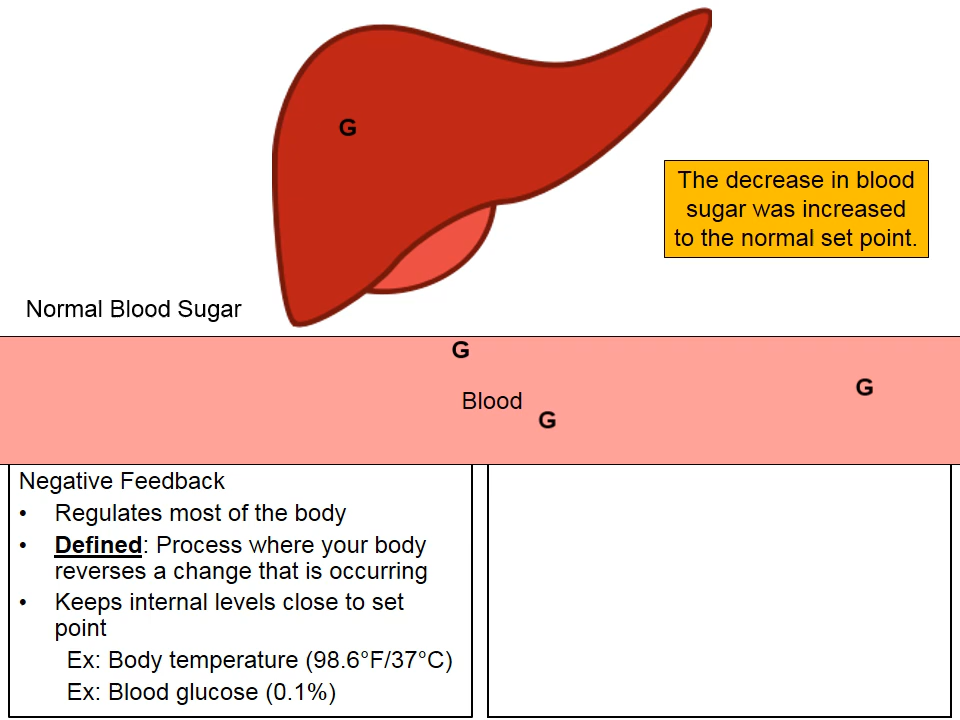 G
The decrease in blood
sugar was increased
to the normal set point.
Normal Blood Sugar
G
G
Blood
G
Negative Feedback
• Regulates most of the body
• Defined: Process where your body
reverses a change that is occurring
• Keeps internal levels close to set
point
Ex: Body temperature (98.6°F/37°C)
Ex: Blood glucose (0.1%)